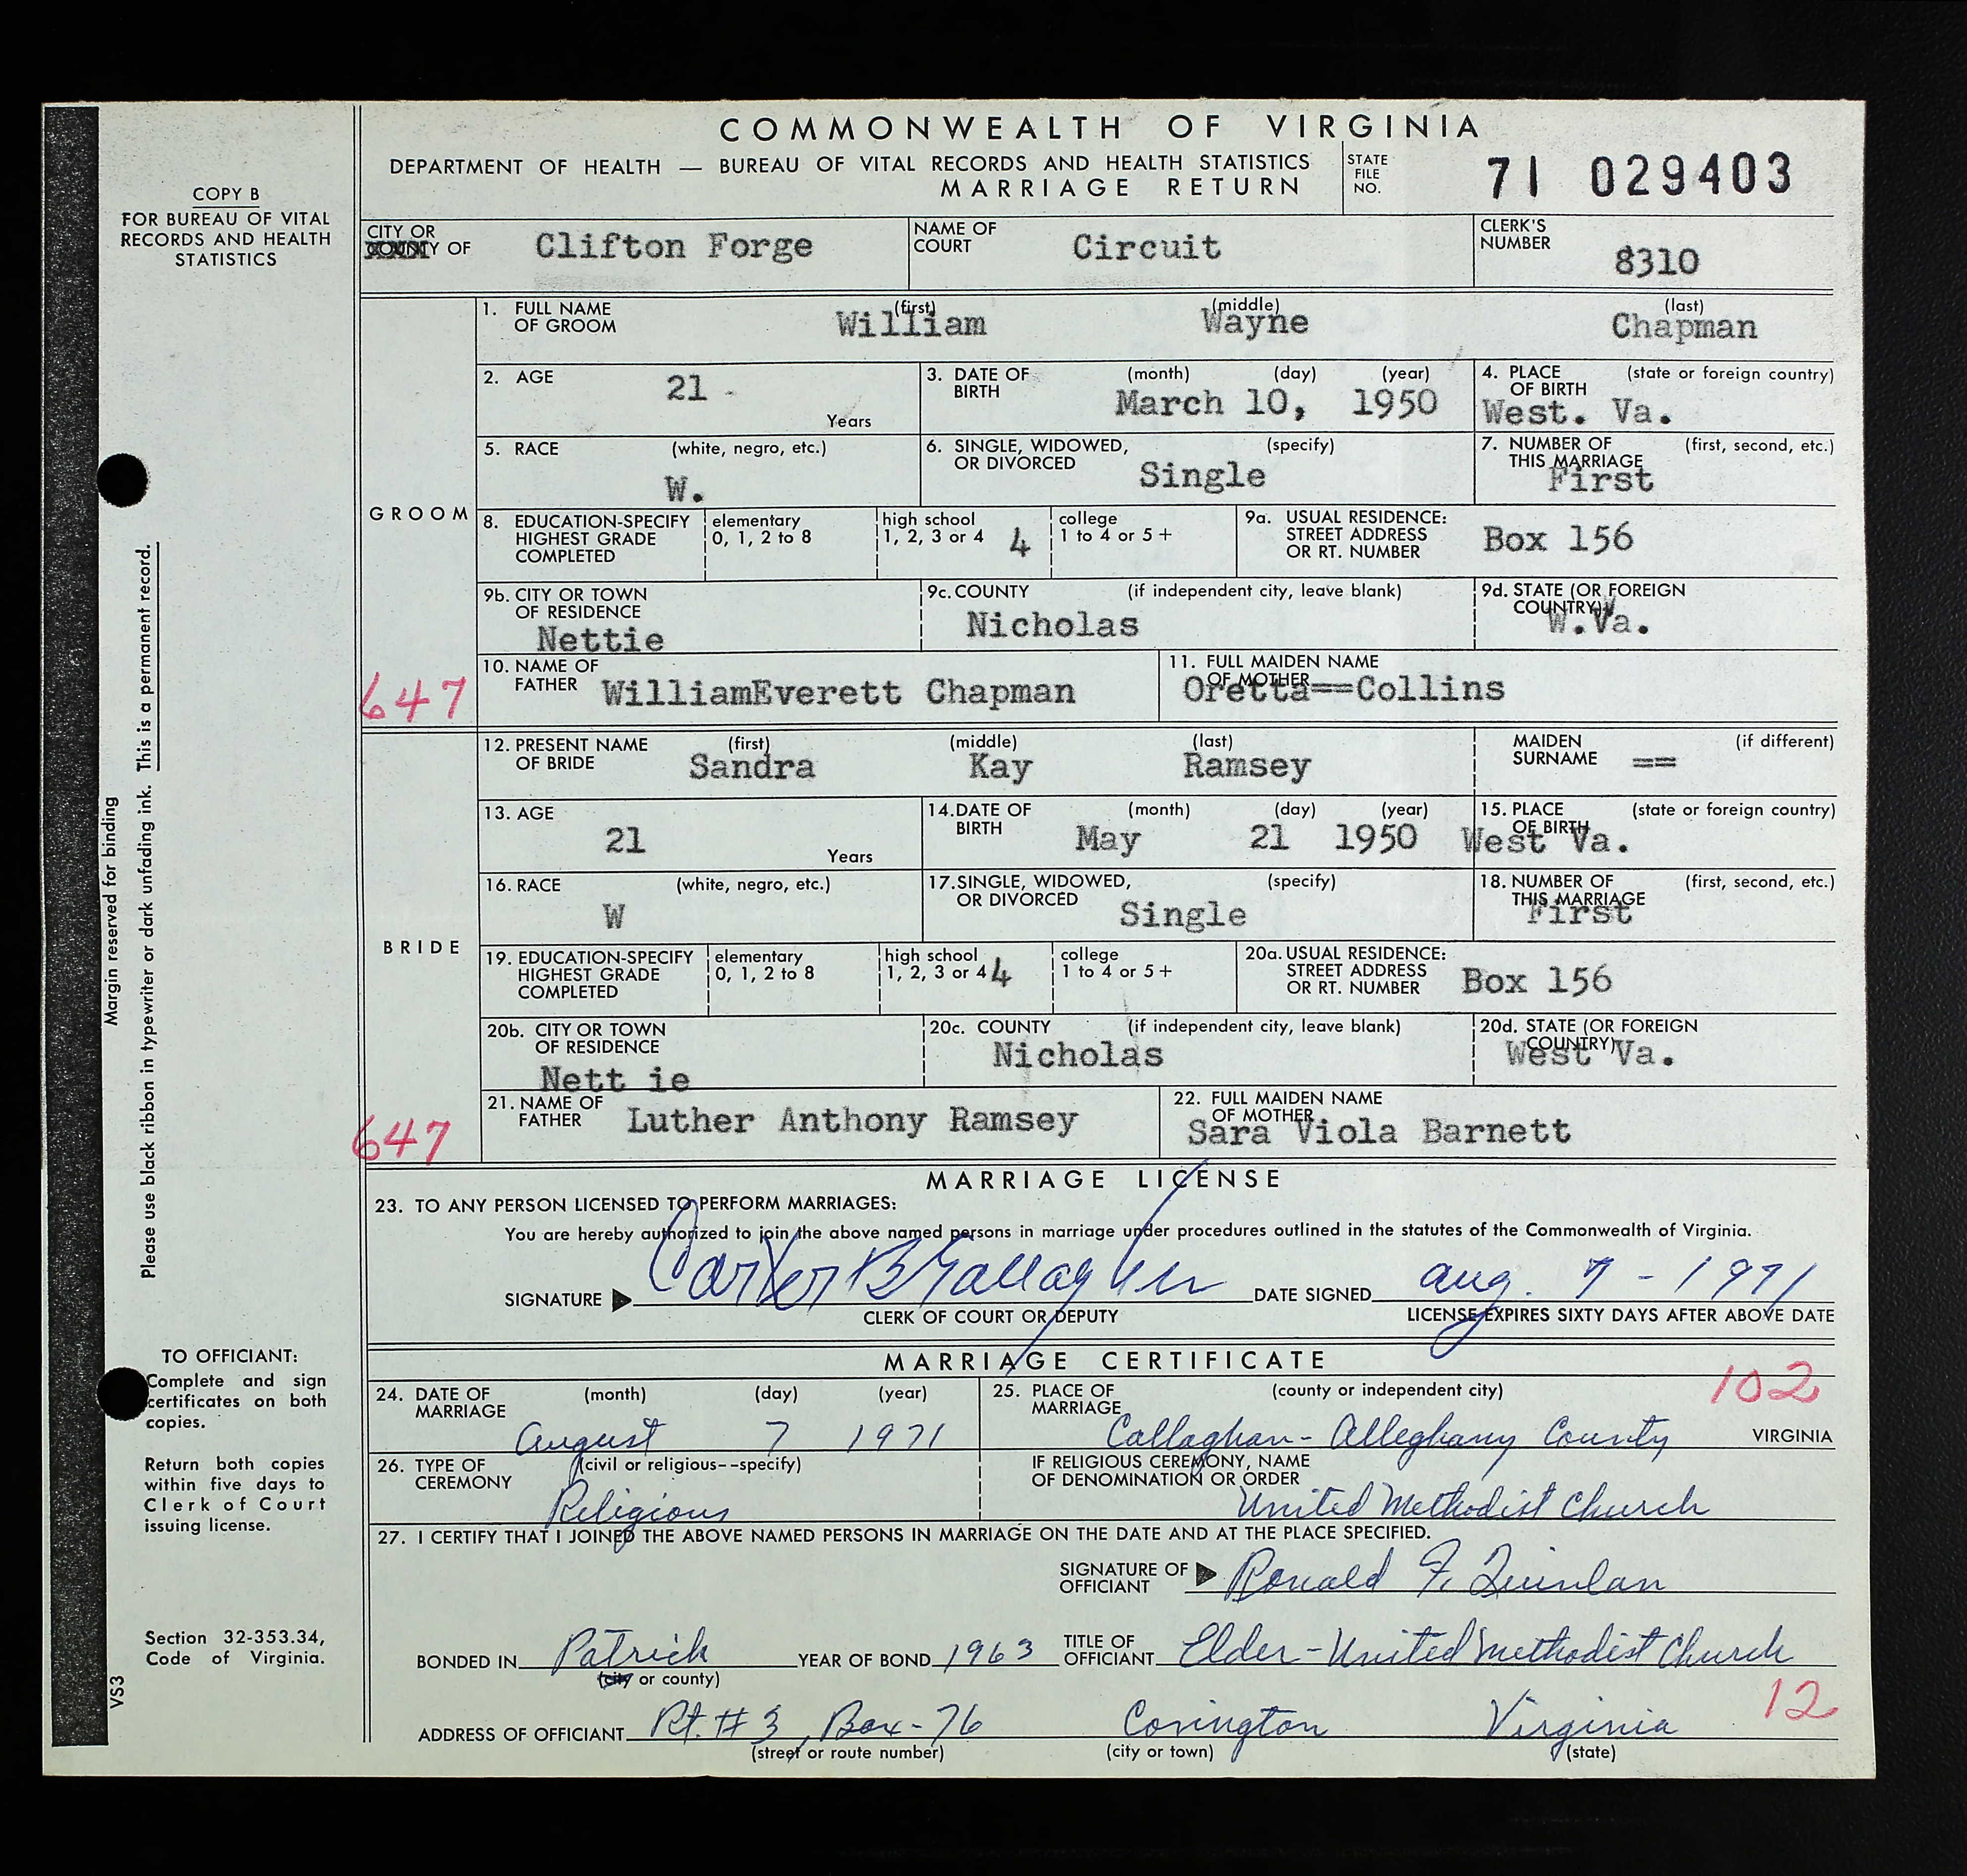 COMMONWEALTH OF VIRGINIA
DEPARTMENT OF HEALTH — BUREAU OF VITAL RECORDS AND HEALTH STATISTICS
MARRIAGE RETURN
STATE FILE NO. 71 029403
COPY B
FOR BUREAU OF VITAL
RECORDS AND HEALTH
STATISTICS
CITY OR COUNTY OF Clifton Forge NAME OF COURT Circuit CLERK'S NUMBER 8310
GROOM
1. FULL NAME OF GROOM (first) William (middle) Wayne (last) Chapman
2. AGE 21 - Years 3. DATE OF BIRTH (month) (day) (year) March 10, 1950 4. PLACE OF BIRTH (state or foreign country) West. Va.
5. RACE (white, negro, etc.) W. 6. SINGLE, WIDOWED, OR DIVORCED (specify) Single 7. NUMBER OF THIS MARRIAGE (first, second, etc.) First
8. EDUCATION-SPECIFY HIGHEST GRADE COMPLETED elementary 0, 1, 2 to 8 high school 1, 2, 3 or 4 4 college 1 to 4 or 5+ 9a. USUAL RESIDENCE: STREET ADDRESS OR RT. NUMBER Box 156
9b. CITY OR TOWN OF RESIDENCE Nettie 9c. COUNTY (if independent city, leave blank) Nicholas 9d. STATE (OR FOREIGN COUNTRY) W.Va.
10. NAME OF FATHER WilliamEverett Chapman 11. FULL MAIDEN NAME OF MOTHER Oretta==Collins
647
BRIDE
12. PRESENT NAME OF BRIDE (first) Sandra (middle) Kay (last) Ramsey MAIDEN SURNAME (if different) ==
13. AGE 21 Years 14. DATE OF BIRTH (month) (day) (year) May 21 1950 15. PLACE OF BIRTH (state or foreign country) West Va.
16. RACE (white, negro, etc.) W 17. SINGLE, WIDOWED, OR DIVORCED (specify) Single 18. NUMBER OF THIS MARRIAGE (first, second, etc.) First
19. EDUCATION-SPECIFY HIGHEST GRADE COMPLETED elementary 0, 1, 2 to 8 high school 1, 2, 3 or 4 4 college 1 to 4 or 5+ 20a. USUAL RESIDENCE: STREET ADDRESS OR RT. NUMBER Box 156
20b. CITY OR TOWN OF RESIDENCE Nett ie 20c. COUNTY (if independent city, leave blank) Nicholas 20d. STATE (OR FOREIGN COUNTRY) West Va.
21. NAME OF FATHER Luther Anthony Ramsey 22. FULL MAIDEN NAME OF MOTHER Sara Viola Barnett
647
MARRIAGE LICENSE
23. TO ANY PERSON LICENSED TO PERFORM MARRIAGES:
You are hereby authorized to join the above named persons in marriage under procedures outlined in the statutes of the Commonwealth of Virginia.
SIGNATURE Carter B Gallagher DATE SIGNED Aug. 7 - 1971
CLERK OF COURT OR DEPUTY LICENSE EXPIRES SIXTY DAYS AFTER ABOVE DATE
MARRIAGE CERTIFICATE
102
24. DATE OF MARRIAGE (month) (day) (year) August 7 1971 25. PLACE OF MARRIAGE (county or independent city) Callaghan - Alleghany County VIRGINIA
26. TYPE OF CEREMONY (civil or religious--specify) Religious IF RELIGIOUS CEREMONY, NAME OF DENOMINATION OR ORDER United Methodist Church
27. I CERTIFY THAT I JOINED THE ABOVE NAMED PERSONS IN MARRIAGE ON THE DATE AND AT THE PLACE SPECIFIED.
SIGNATURE OF OFFICIANT Ronald F. Quinlan
BONDED IN Patrick YEAR OF BOND 1963 TITLE OF OFFICIANT Elder - United Methodist Church
(city or county)
12
ADDRESS OF OFFICIANT Rt. # 3, Box - 76 Covington Virginia
(street or route number) (city or town) (state)
Margin reserved for binding
Please use black ribbon in typewriter or dark unfading ink. This is a permanent record.
TO OFFICIANT:
Complete and sign
certificates on both
copies.
Return both copies
within five days to
Clerk of Court
issuing license.
Section 32-353.34,
Code of Virginia.
VS3